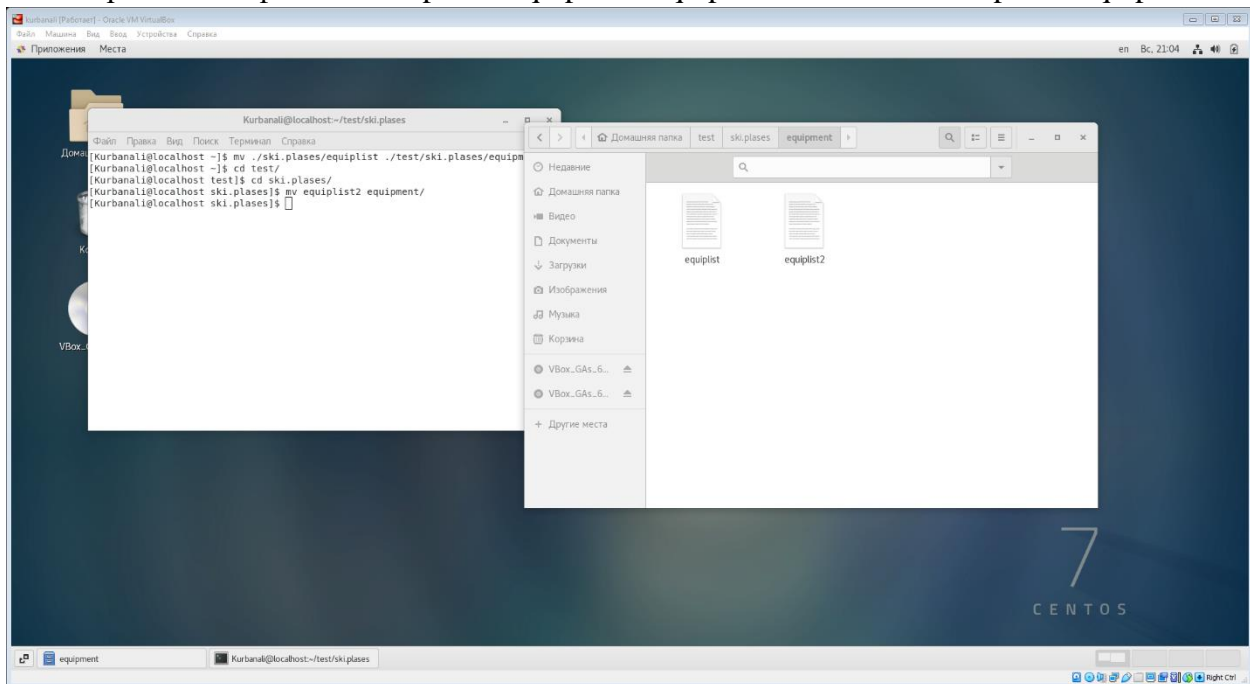 kurbanali [Работает] - Oracle VM VirtualBox
Файл Машина Вид Ввод Устройства Справка
Приложения Места
en Вс, 21:04
Kurbanali@localhost:~/test/ski.plases
Файл Правка Вид Поиск Терминал Справка
[Kurbanali@localhost ~]$ mv ./ski.plases/equiplist ./test/ski.plases/equipm
[Kurbanali@localhost ~]$ cd test/
[Kurbanali@localhost test]$ cd ski.plases/
[Kurbanali@localhost ski.plases]$ mv equiplist2 equipment/
[Kurbanali@localhost ski.plases]$
Домашняя папка test ski.plases equipment
Недавние
Домашняя папка
Видео
Документы
Загрузки
Изображения
Музыка
Корзина
VBox_GAs_6...
VBox_GAs_6...
+ Другие места
equiplist equiplist2
7
CENTOS
equipment
Kurbanali@localhost:~/test/ski.plases
Right Ctrl